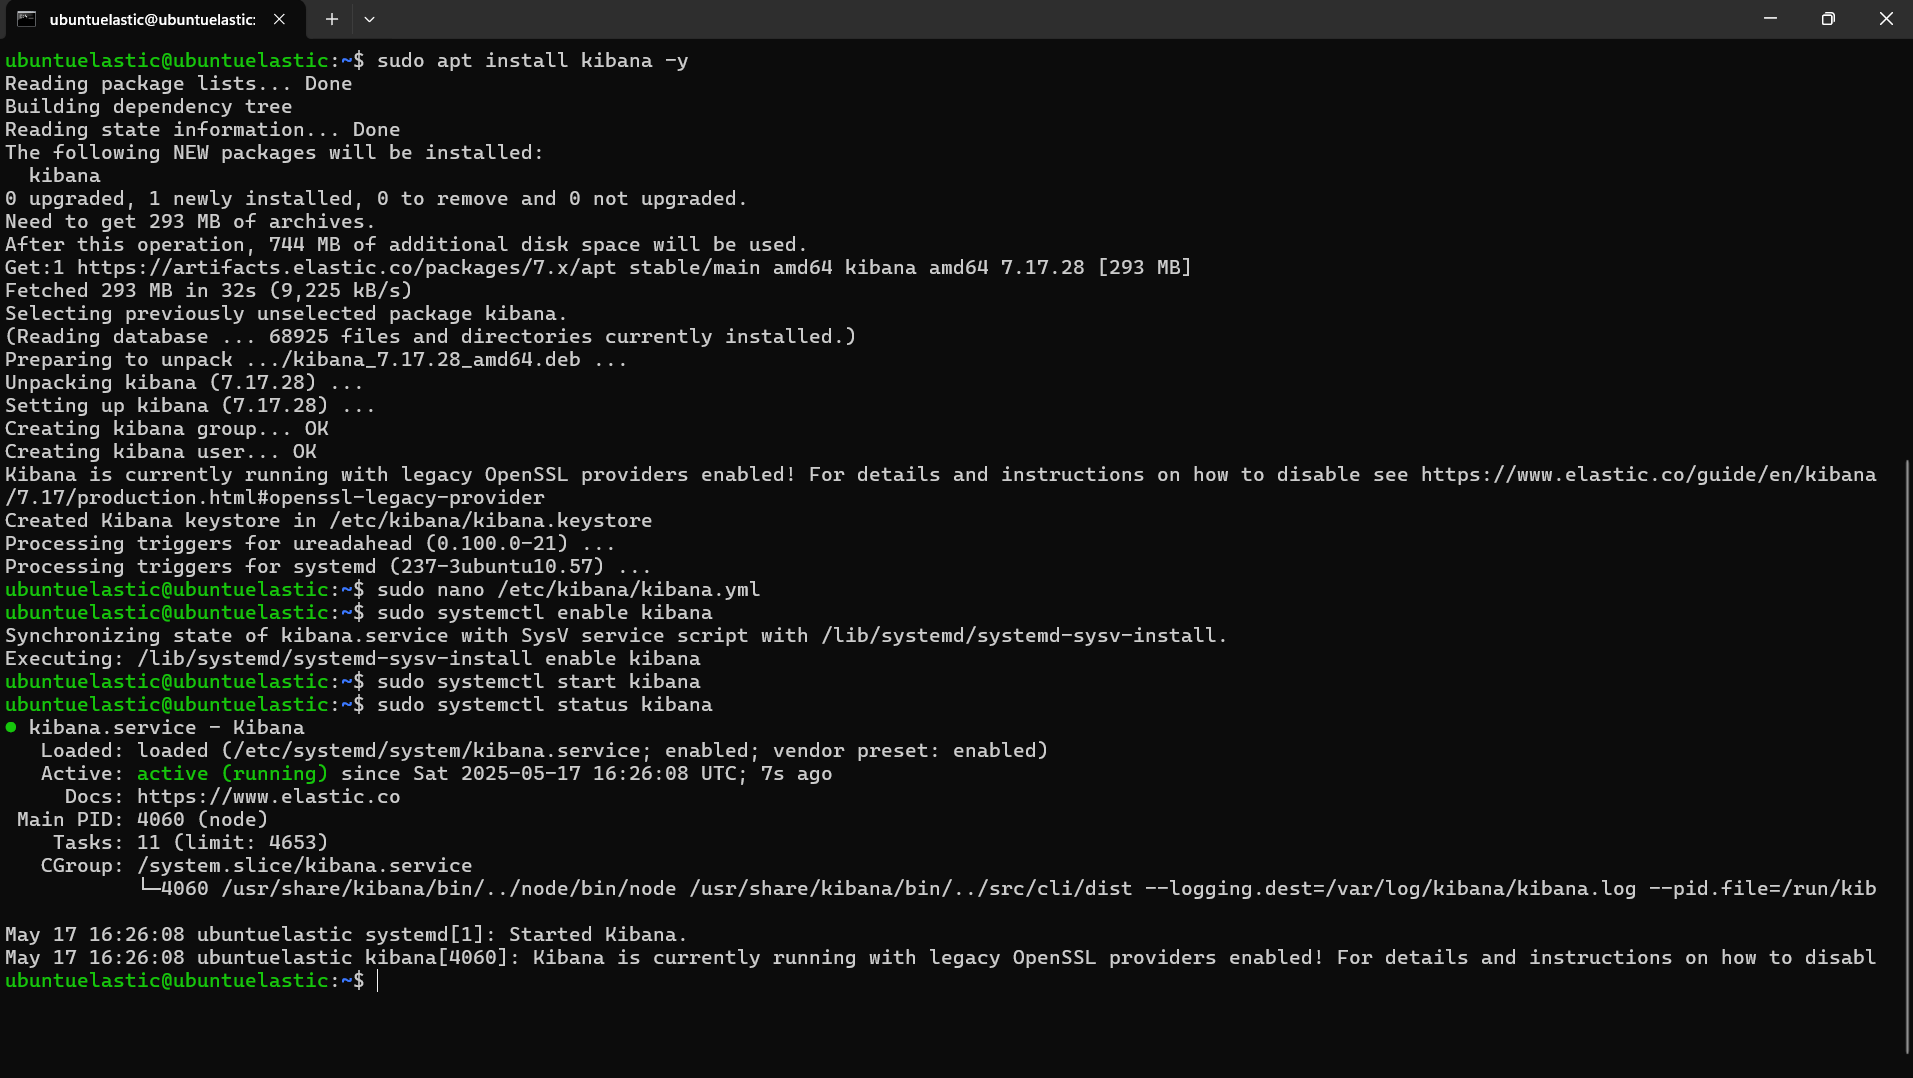 ubuntuelastic@ubuntuelastic:
ubuntuelastic@ubuntuelastic:~$ sudo apt install kibana -y
Reading package lists... Done
Building dependency tree
Reading state information... Done
The following NEW packages will be installed:
  kibana
0 upgraded, 1 newly installed, 0 to remove and 0 not upgraded.
Need to get 293 MB of archives.
After this operation, 744 MB of additional disk space will be used.
Get:1 https://artifacts.elastic.co/packages/7.x/apt stable/main amd64 kibana amd64 7.17.28 [293 MB]
Fetched 293 MB in 32s (9,225 kB/s)
Selecting previously unselected package kibana.
(Reading database ... 68925 files and directories currently installed.)
Preparing to unpack .../kibana_7.17.28_amd64.deb ...
Unpacking kibana (7.17.28) ...
Setting up kibana (7.17.28) ...
Creating kibana group... OK
Creating kibana user... OK
Kibana is currently running with legacy OpenSSL providers enabled! For details and instructions on how to disable see https://www.elastic.co/guide/en/kibana
/7.17/production.html#openssl-legacy-provider
Created Kibana keystore in /etc/kibana/kibana.keystore
Processing triggers for ureadahead (0.100.0-21) ...
Processing triggers for systemd (237-3ubuntu10.57) ...
ubuntuelastic@ubuntuelastic:~$ sudo nano /etc/kibana/kibana.yml
ubuntuelastic@ubuntuelastic:~$ sudo systemctl enable kibana
Synchronizing state of kibana.service with SysV service script with /lib/systemd/systemd-sysv-install.
Executing: /lib/systemd/systemd-sysv-install enable kibana
ubuntuelastic@ubuntuelastic:~$ sudo systemctl start kibana
ubuntuelastic@ubuntuelastic:~$ sudo systemctl status kibana
● kibana.service - Kibana
   Loaded: loaded (/etc/systemd/system/kibana.service; enabled; vendor preset: enabled)
   Active: active (running) since Sat 2025-05-17 16:26:08 UTC; 7s ago
     Docs: https://www.elastic.co
 Main PID: 4060 (node)
    Tasks: 11 (limit: 4653)
   CGroup: /system.slice/kibana.service
           └─4060 /usr/share/kibana/bin/../node/bin/node /usr/share/kibana/bin/../src/cli/dist --logging.dest=/var/log/kibana/kibana.log --pid.file=/run/kib
May 17 16:26:08 ubuntuelastic systemd[1]: Started Kibana.
May 17 16:26:08 ubuntuelastic kibana[4060]: Kibana is currently running with legacy OpenSSL providers enabled! For details and instructions on how to disabl
ubuntuelastic@ubuntuelastic:~$